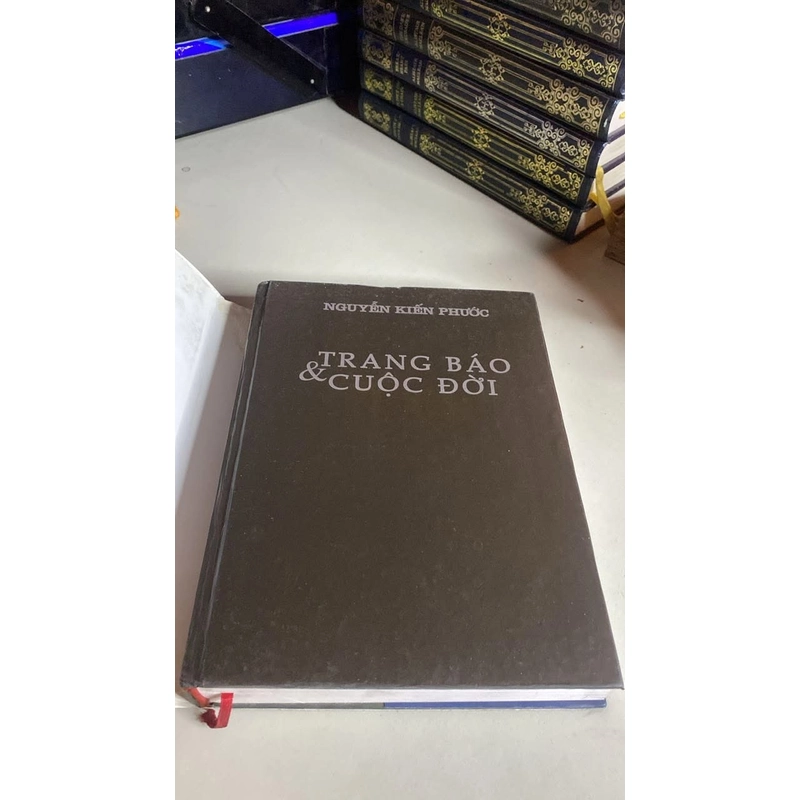 NGUYỄN KIẾN PHƯỚC
TRANG BÁO
& CUỘC ĐỜI